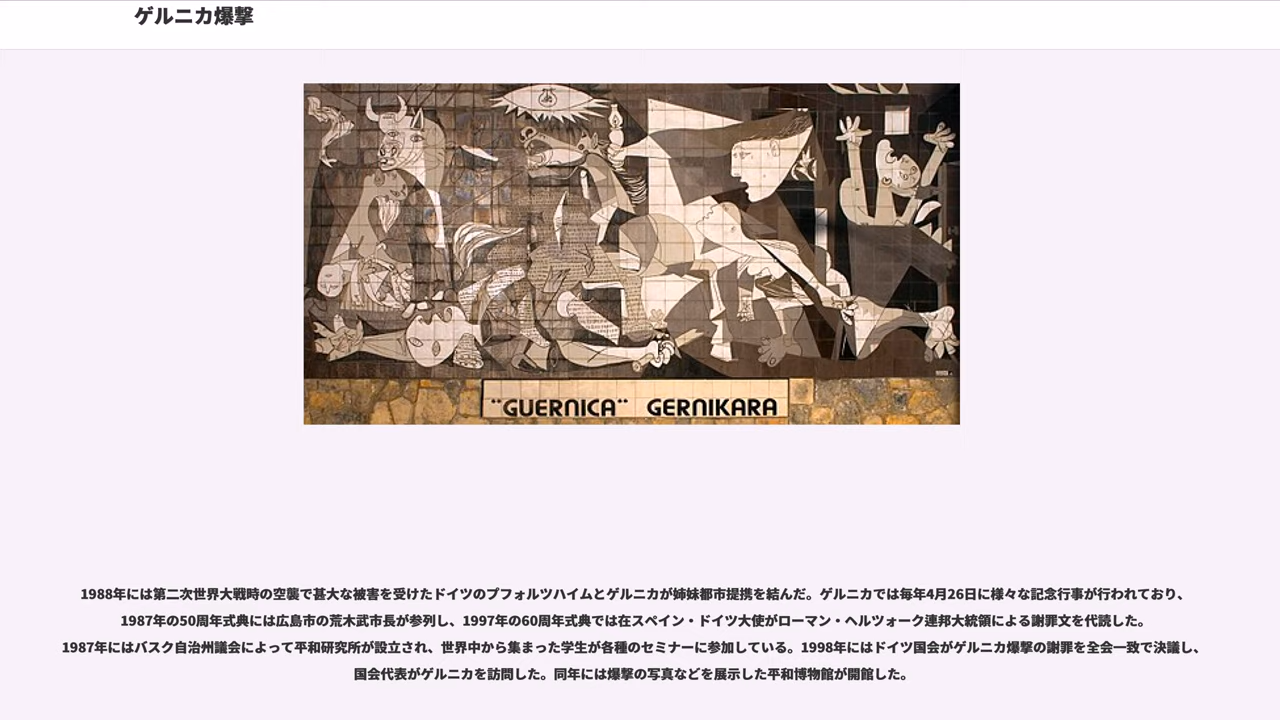 ゲルニカ爆撃
¨GUERNICA¨ GERNIKARA
1988年には第二次世界大戦時の空襲で甚大な被害を受けたドイツのプフォルツハイムとゲルニカが姉妹都市提携を結んだ。ゲルニカでは毎年4月26日に様々な記念行事が行われており、
1987年の50周年式典には広島市の荒木武市長が参列し、1997年の60周年式典では在スペイン・ドイツ大使がローマン・ヘルツォーク連邦大統領による謝罪文を代読した。
1987年にはバスク自治州議会によって平和研究所が設立され、世界中から集まった学生が各種のセミナーに参加している。1998年にはドイツ国会がゲルニカ爆撃の謝罪を全会一致で決議し、
国会代表がゲルニカを訪問した。同年には爆撃の写真などを展示した平和博物館が開館した。